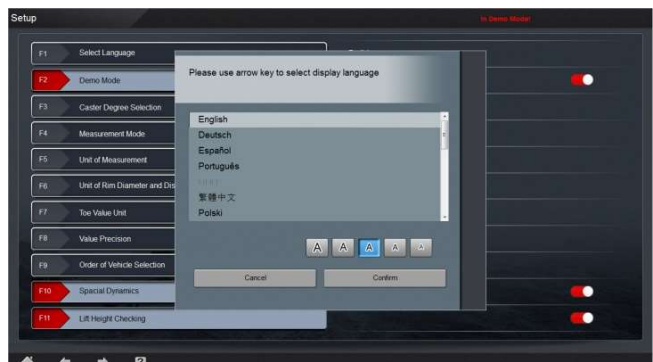 Setup
In Demo Mode!
F1 Select Language
F2 Demo Mode
F3 Caster Degree Selection
F4 Measurement Mode
F5 Unit of Measurement
F6 Unit of Rim Diameter and Dis
F7 Toe Value Unit
F8 Value Precision
F9 Order of Vehicle Selection
F10 Spacial Dynamics
F11 Lift Height Checking
Please use arrow key to select display language
English
Deutsch
Español
Português
繁體中文
Polski
A A A A A
Cancel Confirm